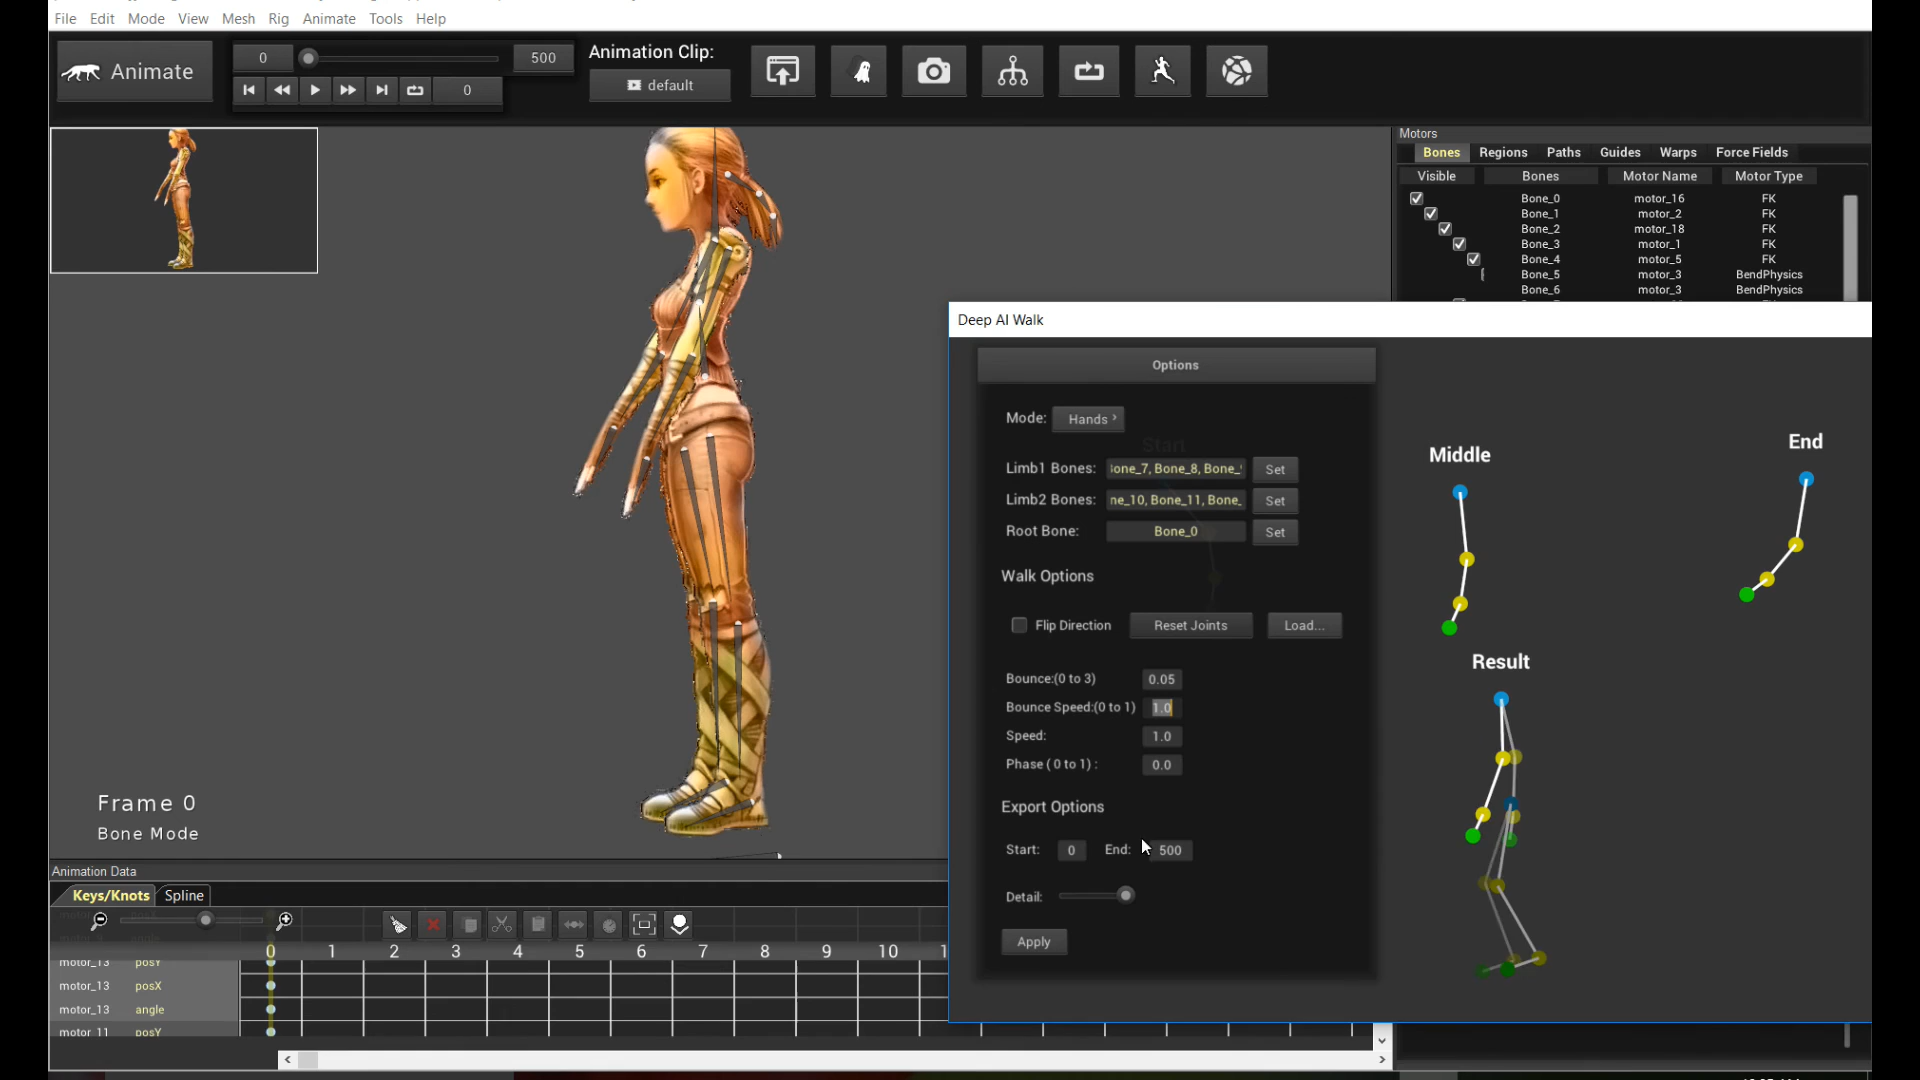 File Edit Mode View Mesh Rig Animate Tools Help
Animate
0 500
0
Animation Clip:
default
Motors
Bones Regions Paths Guides Warps Force Fields
Visible Bones Motor Name Motor Type
Bone_0 motor_16 FK
Bone_1 motor_2 FK
Bone_2 motor_18 FK
Bone_3 motor_1 FK
Bone_4 motor_5 FK
Bone_5 motor_3 BendPhysics
Bone_6 motor_3 BendPhysics
Deep AI Walk
Options
Mode: Hands
Start
Limb1 Bones: one_7, Bone_8, Bone_ Set
Limb2 Bones: ne_10, Bone_11, Bone_ Set
Root Bone: Bone_0 Set
Walk Options
Flip Direction Reset Joints Load...
Bounce:(0 to 3) 0.05
Bounce Speed:(0 to 1) 1.0
Speed: 1.0
Phase ( 0 to 1) : 0.0
Export Options
Start: 0 End: 500
Detail:
Apply
Middle
End
Result
Frame 0
Bone Mode
Animation Data
Keys/Knots Spline
0 1 2 3 4 5 6 7 8 9 10
motor_13 posY
motor_13 posX
motor_13 angle
motor_11 posY